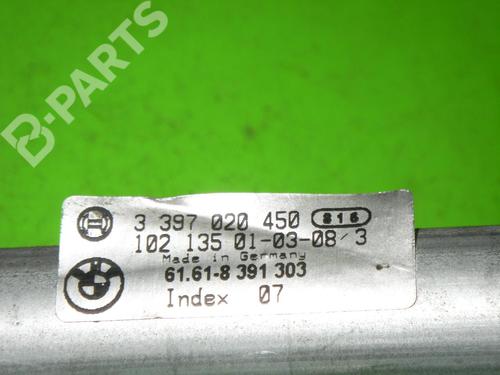 B-PARTS
3 397 020 450 816
102 135 01-03-08/3
Made in Germany
61.61-8 391 303
Index 07